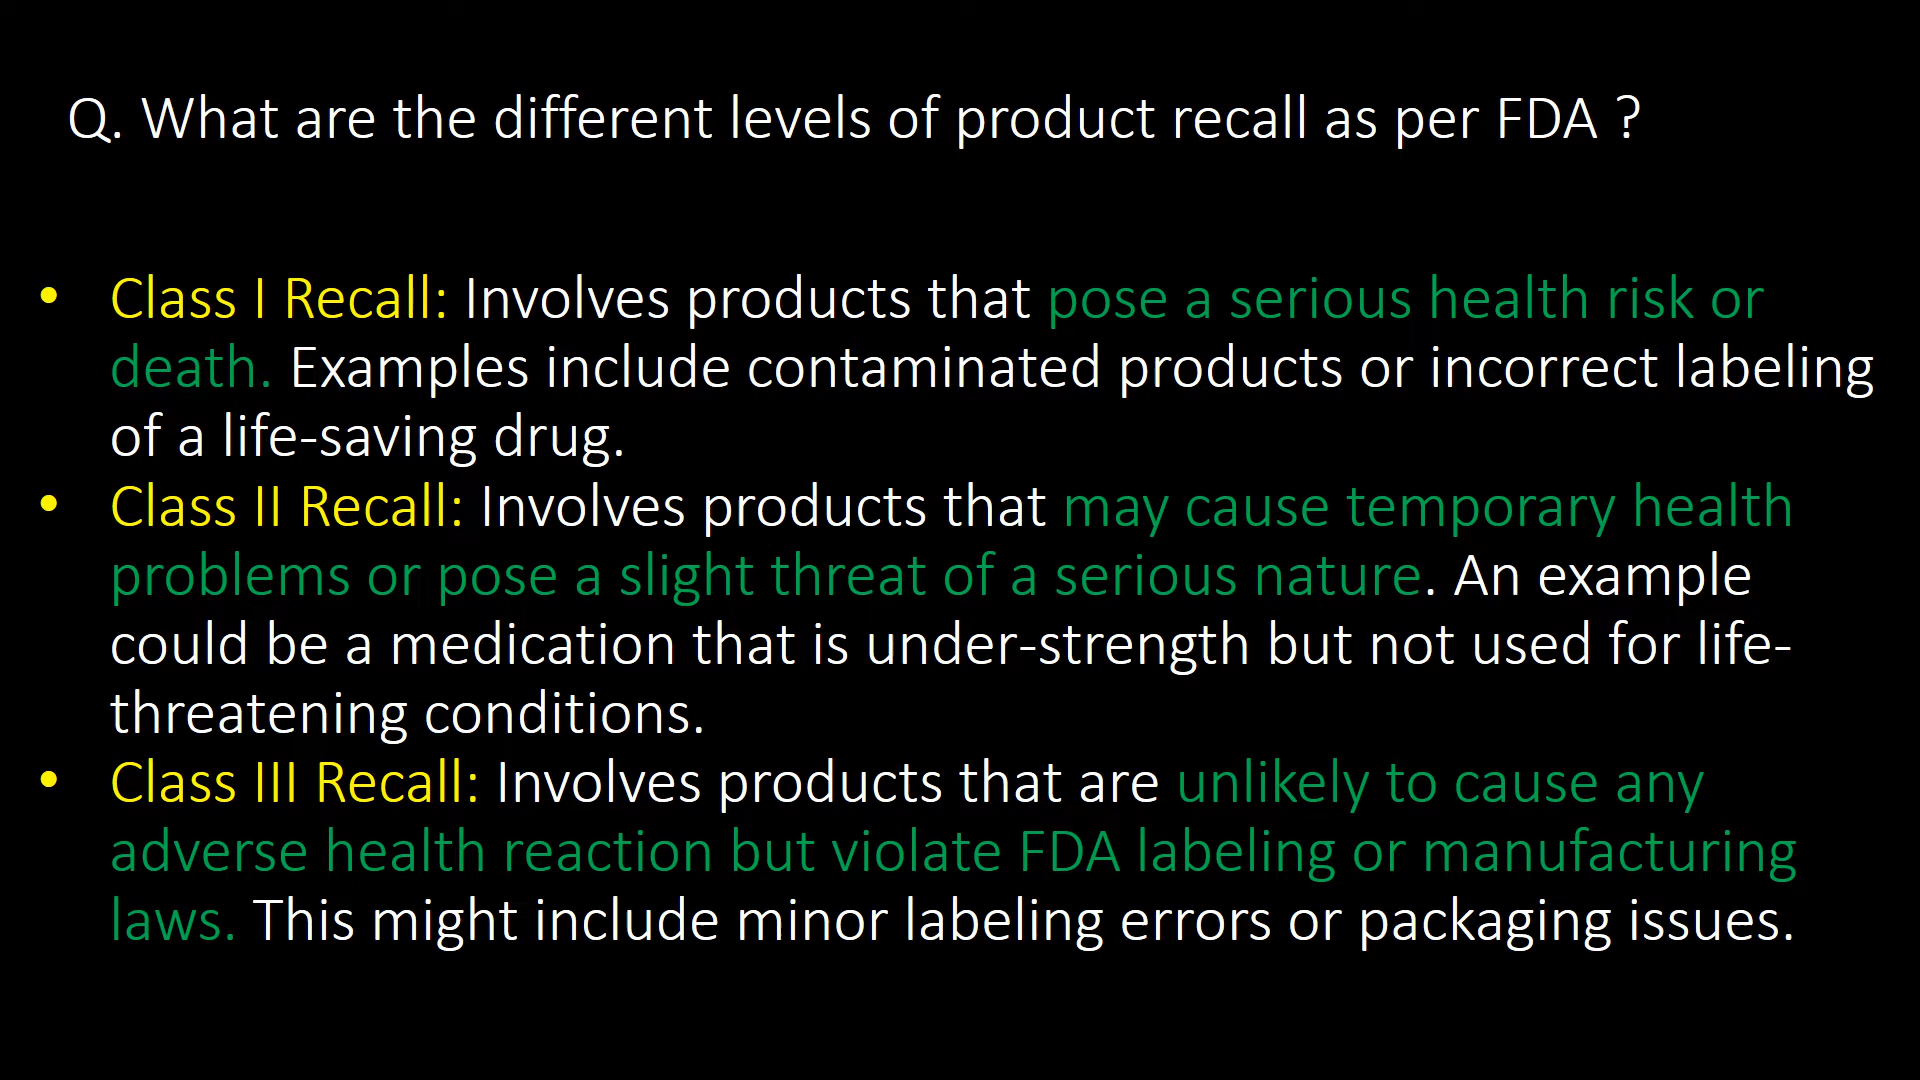 Q. What are the different levels of product recall as per FDA ?
• Class I Recall: Involves products that pose a serious health risk or
death. Examples include contaminated products or incorrect labeling
of a life-saving drug.
• Class II Recall: Involves products that may cause temporary health
problems or pose a slight threat of a serious nature. An example
could be a medication that is under-strength but not used for life-
threatening conditions.
• Class III Recall: Involves products that are unlikely to cause any
adverse health reaction but violate FDA labeling or manufacturing
laws. This might include minor labeling errors or packaging issues.